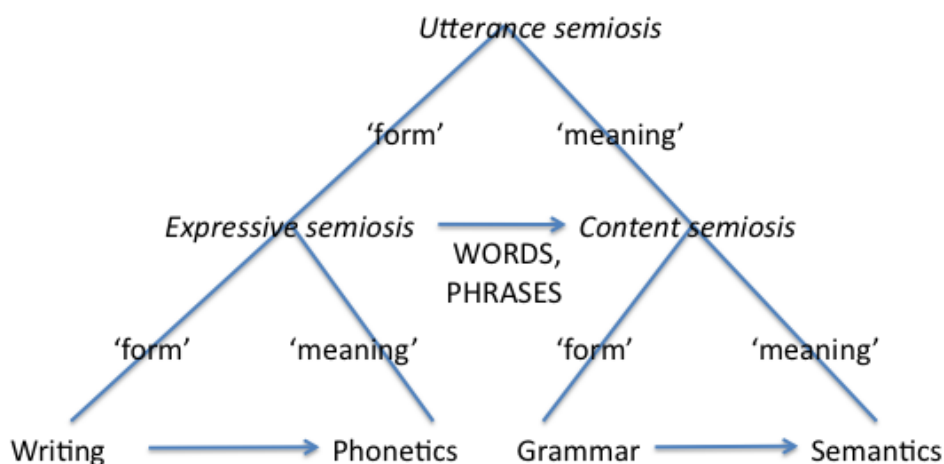 Utterance semiosis
‘form’ ‘meaning’
Expressive semiosis Content semiosis
WORDS,
PHRASES
‘form’ ‘meaning’ ‘form’ ‘meaning’
Writing Phonetics Grammar Semantics